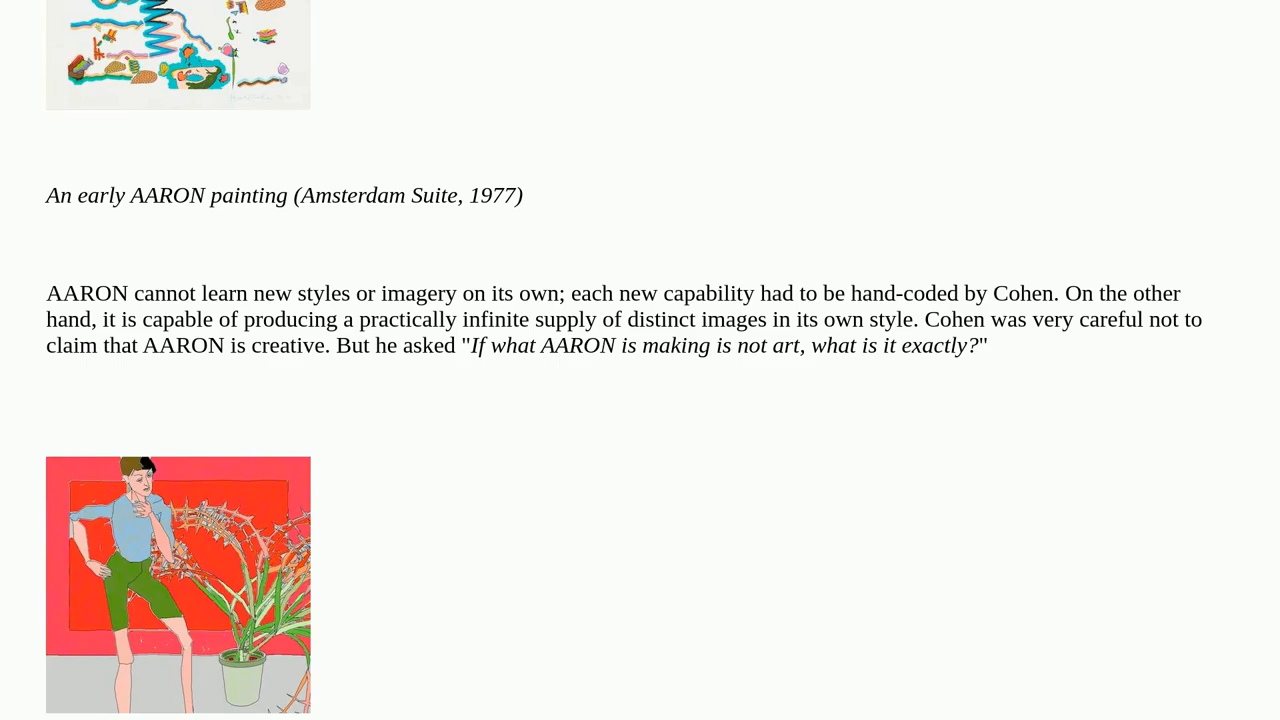 An early AARON painting (Amsterdam Suite, 1977)
AARON cannot learn new styles or imagery on its own; each new capability had to be hand-coded by Cohen. On the other
hand, it is capable of producing a practically infinite supply of distinct images in its own style. Cohen was very careful not to
claim that AARON is creative. But he asked "If what AARON is making is not art, what is it exactly?"